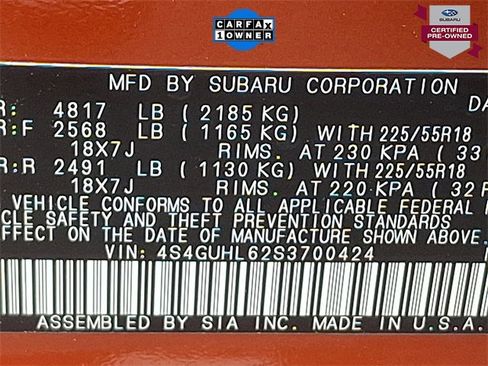 CARFAX
1 OWNER
SUBARU
CERTIFIED
PRE-OWNED
MFD BY SUBARU CORPORATION DA
R: 4817 LB ( 2185 KG)
R:F 2568 LB ( 1165 KG) WITH 225/55R18
18X7J RIMS. AT 230 KPA ( 33
R:R 2491 LB ( 1130 KG) WITH 225/55R18
18X7J RIMS. AT 220 KPA ( 32 P
VEHICLE CONFORMS TO ALL APPLICABLE FEDERAL
CLE SAFETY AND THEFT PREVENTION STANDARDS
EFFECT ON THE DATE OF MANUFACTURE SHOWN ABOVE.
VIN: 4S4GUHL62S3700424
ASSEMBLED BY SIA INC. MADE IN U.S.A.